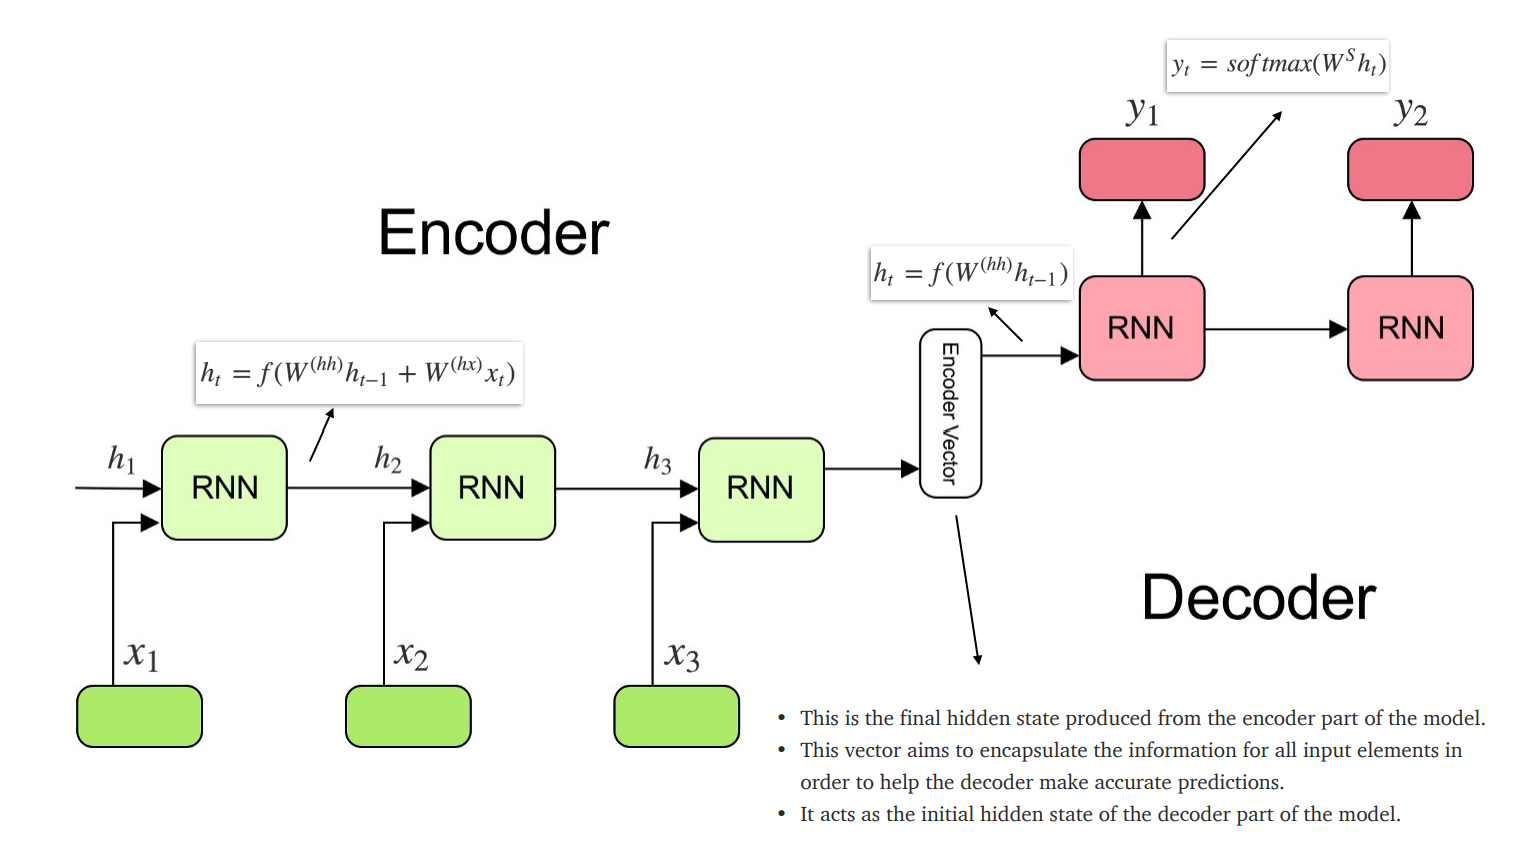 y_t = softmax(W^S h_t)
y_1
y_2
Encoder
h_t = f(W^(hh) h_{t−1})
RNN
RNN
Encoder Vector
h_t = f(W^(hh) h_{t−1} + W^(hx) x_t)
h_1
RNN
h_2
RNN
h_3
RNN
Decoder
x_1
x_2
x_3
• This is the final hidden state produced from the encoder part of the model.
• This vector aims to encapsulate the information for all input elements in
order to help the decoder make accurate predictions.
• It acts as the initial hidden state of the decoder part of the model.